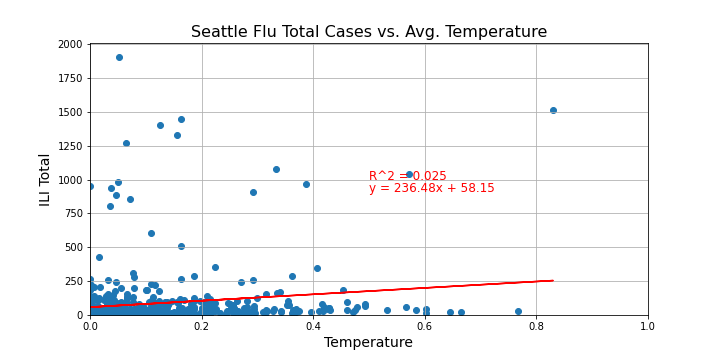 Seattle Flu Total Cases vs. Avg. Temperature
2000
1750
1500
1250
1000
750
500
250
0
ILI Total
R^2 = 0.025
y = 236.48x + 58.15
0.0 0.2 0.4 0.6 0.8 1.0
Temperature